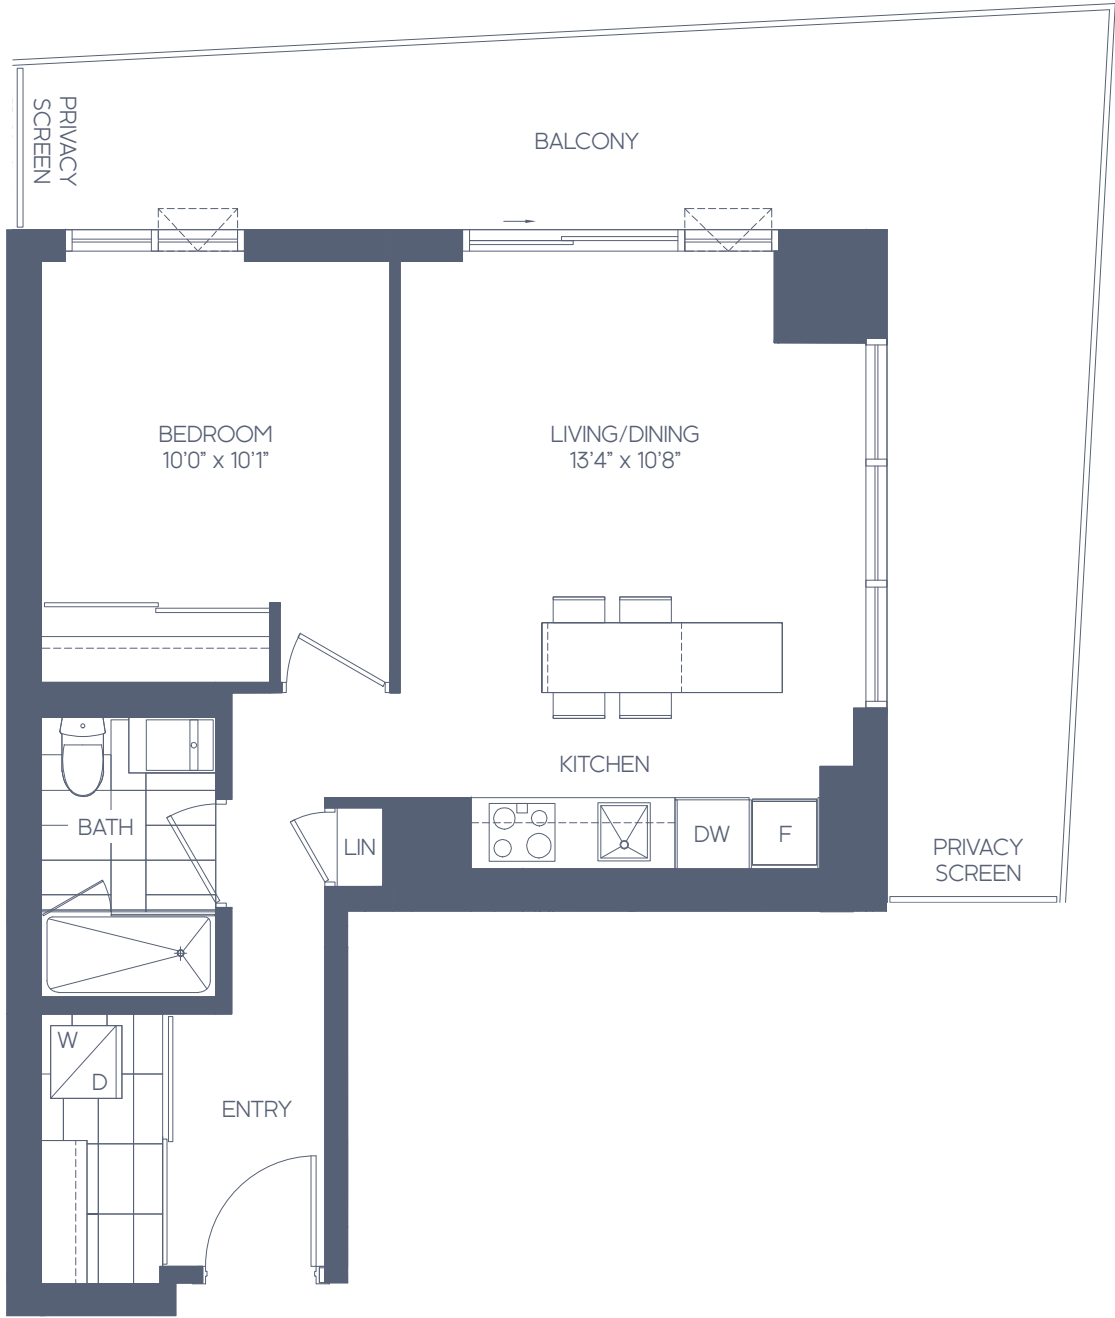 PRIVACY
SCREEN
BALCONY
BEDROOM
10'0" x 10'1"
LIVING/DINING
13'4" x 10'8"
KITCHEN
BATH
LIN
DW
F
PRIVACY
SCREEN
W
D
ENTRY